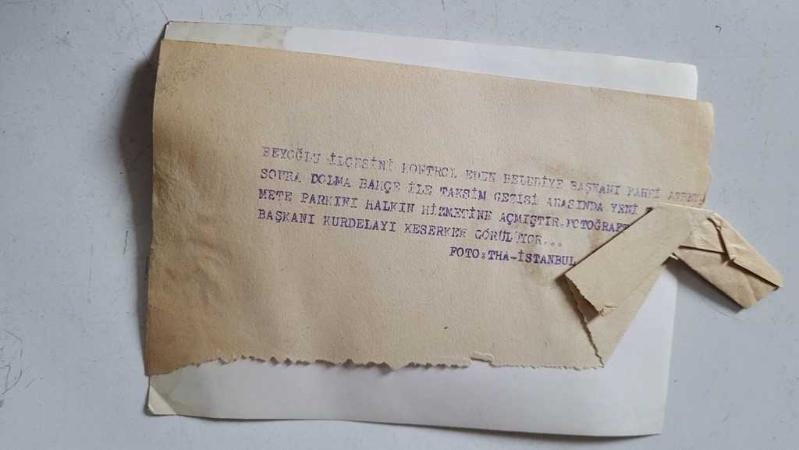 BEYOĞLU İLÇESİNİ KONTROL EDEN BELEDİYE BAŞKANI FAHRİ
SONRA DOLMA BAHÇE İLE TAKSİM GEZİSİ ARASINDA YENİ
METE PARKINI HALKIN HİZMETİNE AÇMIŞTIR.FOTOĞRAFT
BAŞKANI KURDELAYI KESERKEN GÖRÜLÜYOR...
FOTO:THA-İSTANBUL